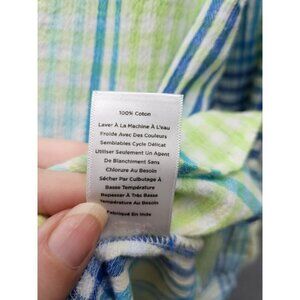 100% Coton
Laver À La Machine À L'eau
Froide Avec Des Couleurs
Semblables Cycle Délicat
Utiliser Seulement Un Agent
De Blanchiment Sans
Chlorure Au Besoin
Sécher Par Culbutage À
Basse Température
Repasser À Très Basse
Température Au Besoin
Fabriqué En Inde